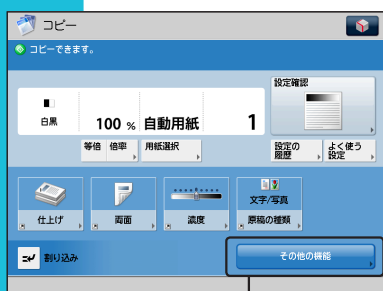 コピー
コピーできます。
設定確認
白黒
100 % 自動用紙 1
等倍 倍率 用紙選択
設定の履歴 よく使う設定
文字/写真
仕上げ 両面 濃度 原稿の種類
割り込み
その他の機能